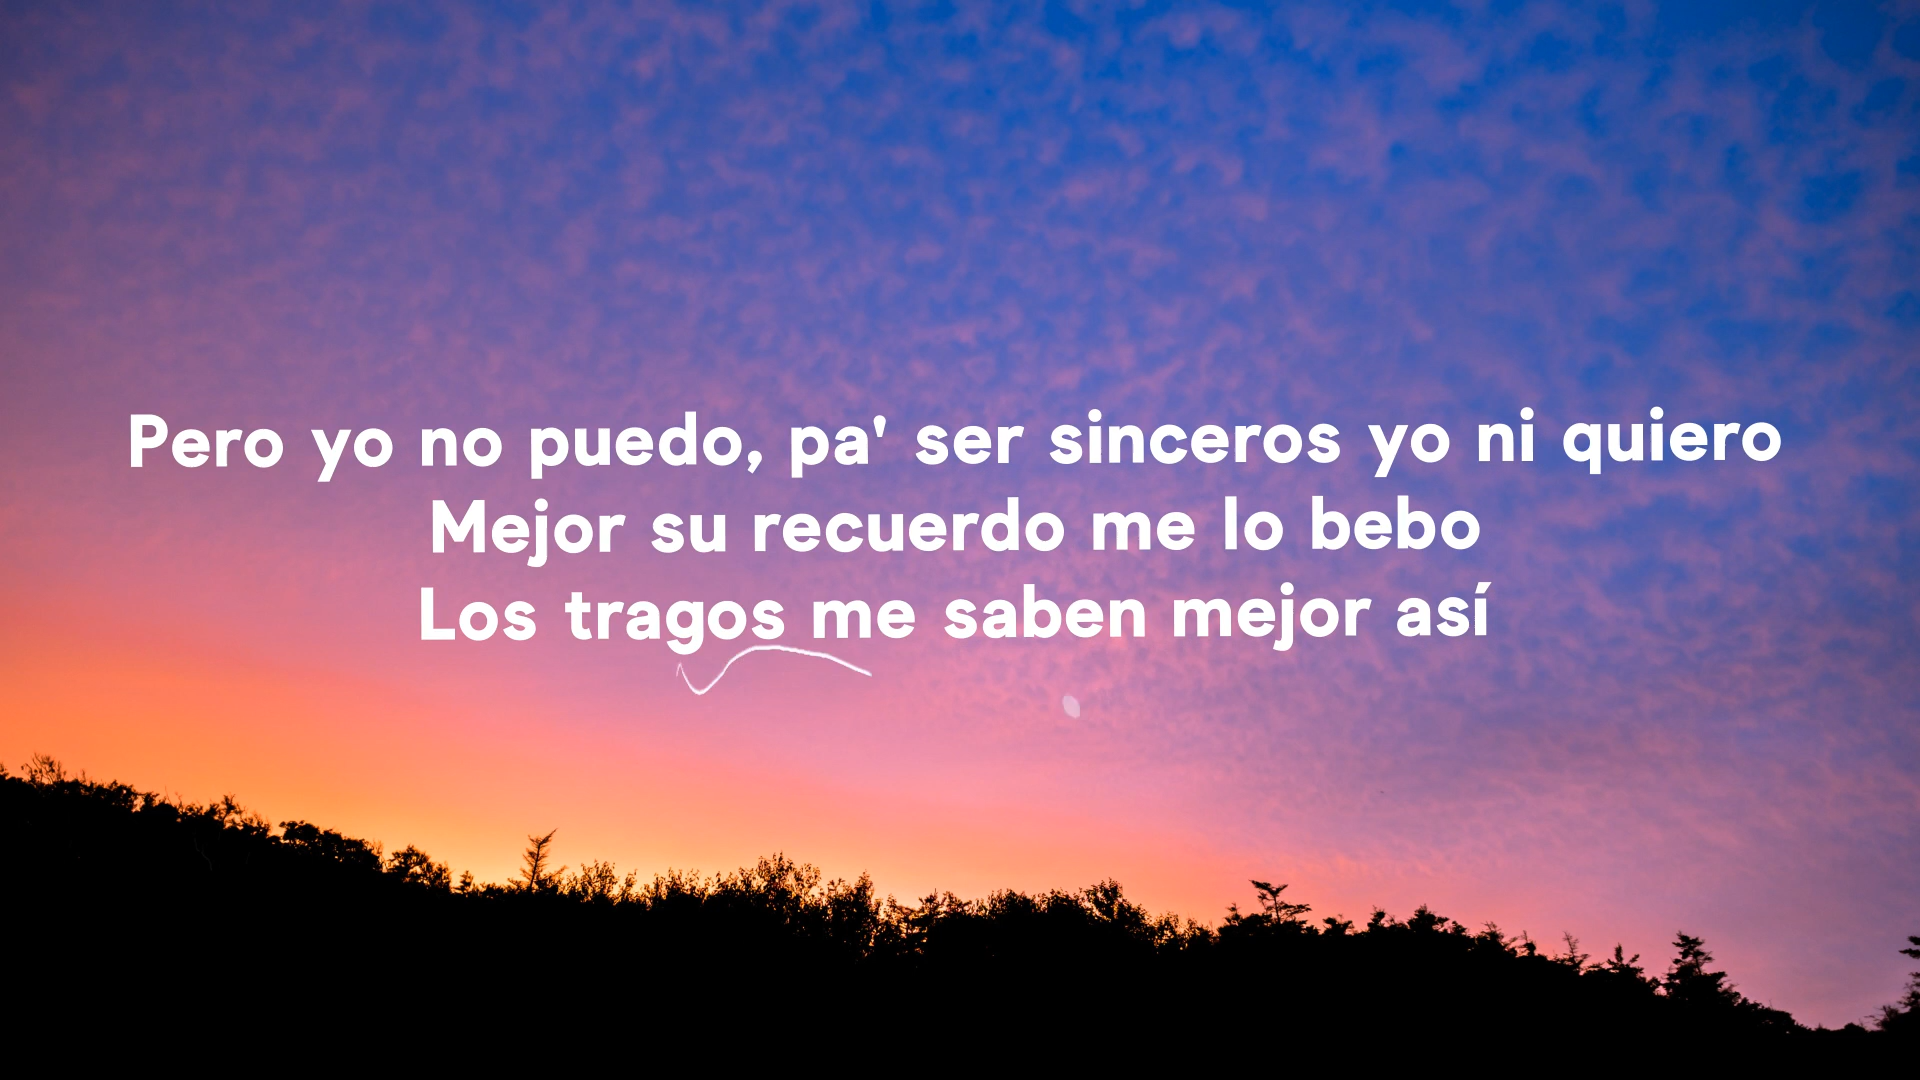 Pero yo no puedo, pa' ser sinceros yo ni quiero
Mejor su recuerdo me lo bebo
Los tragos me saben mejor así